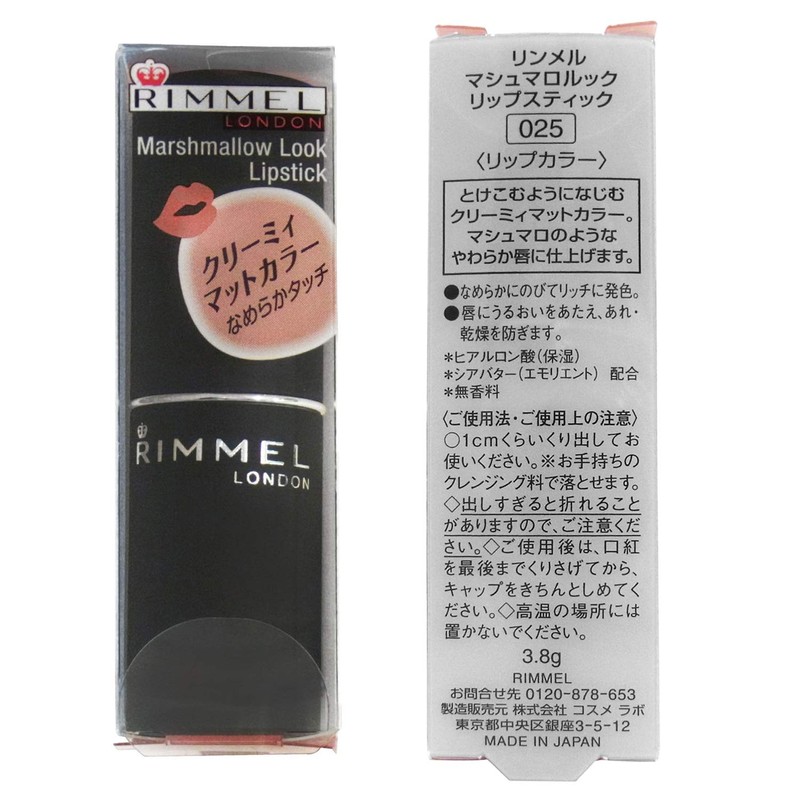 RIMMEL
LONDON
Marshmallow Look
Lipstick
クリーミィ
マットカラー
なめらかタッチ
RIMMEL
LONDON
リンメル
マシュマロルック
リップスティック
025
〈リップカラー〉
とけこむようになじむ
クリーミィマットカラー。
マシュマロのような
やわらか唇に仕上げます。
●なめらかにのびてリッチに発色。
●唇にうるおいをあたえ、あれ・
乾燥を防ぎます。
*ヒアルロン酸(保湿)
*シアバター(エモリエント) 配合
*無香料
〈ご使用法・ご使用上の注意〉
○1cmくらいくり出してお
使いください。※お手持ちの
クレンジング料で落とせます。
◇出しすぎると折れること
がありますので、ご注意くだ
さい。◇ご使用後は、口紅
を最後までくりさげてから、
キャップをきちんとしめてく
ださい。◇高温の場所には
置かないでください。
3.8g
RIMMEL
お問合せ先 0120-878-653
製造販売元 株式会社 コスメ ラボ
東京都中央区銀座3-5-12
MADE IN JAPAN